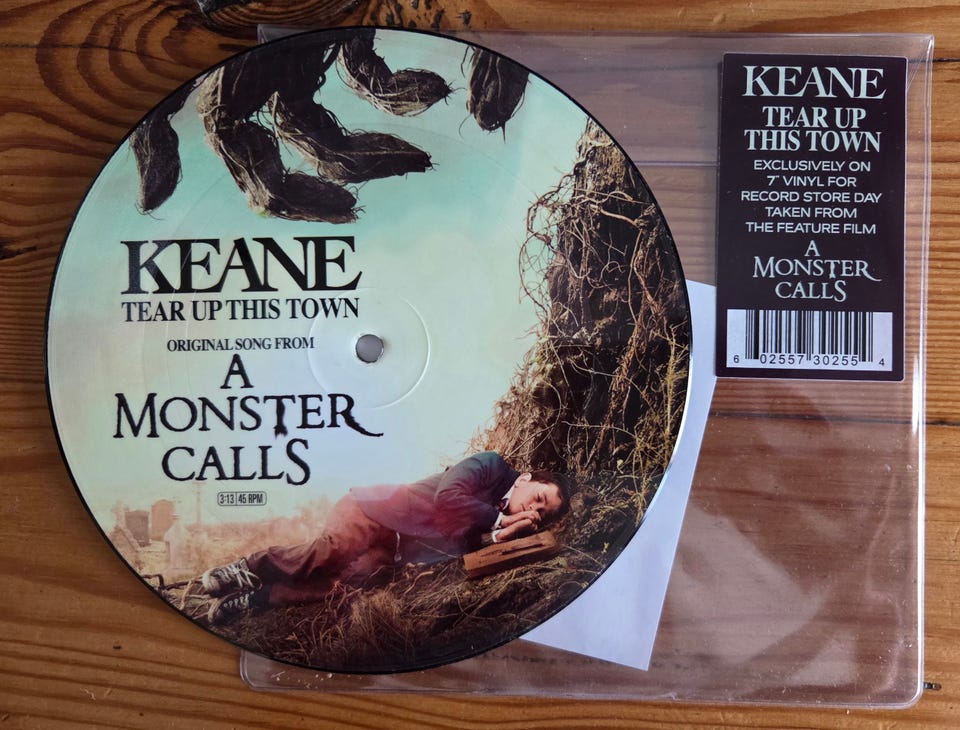 KEANE
TEAR UP THIS TOWN
ORIGINAL SONG FROM
A
MONSTER
CALLS
3:13 45 RPM
KEANE
TEAR UP
THIS TOWN
EXCLUSIVELY ON
7" VINYL FOR
RECORD STORE DAY
TAKEN FROM
THE FEATURE FILM
A
MONSTER
CALLS
6 02557 30255 4